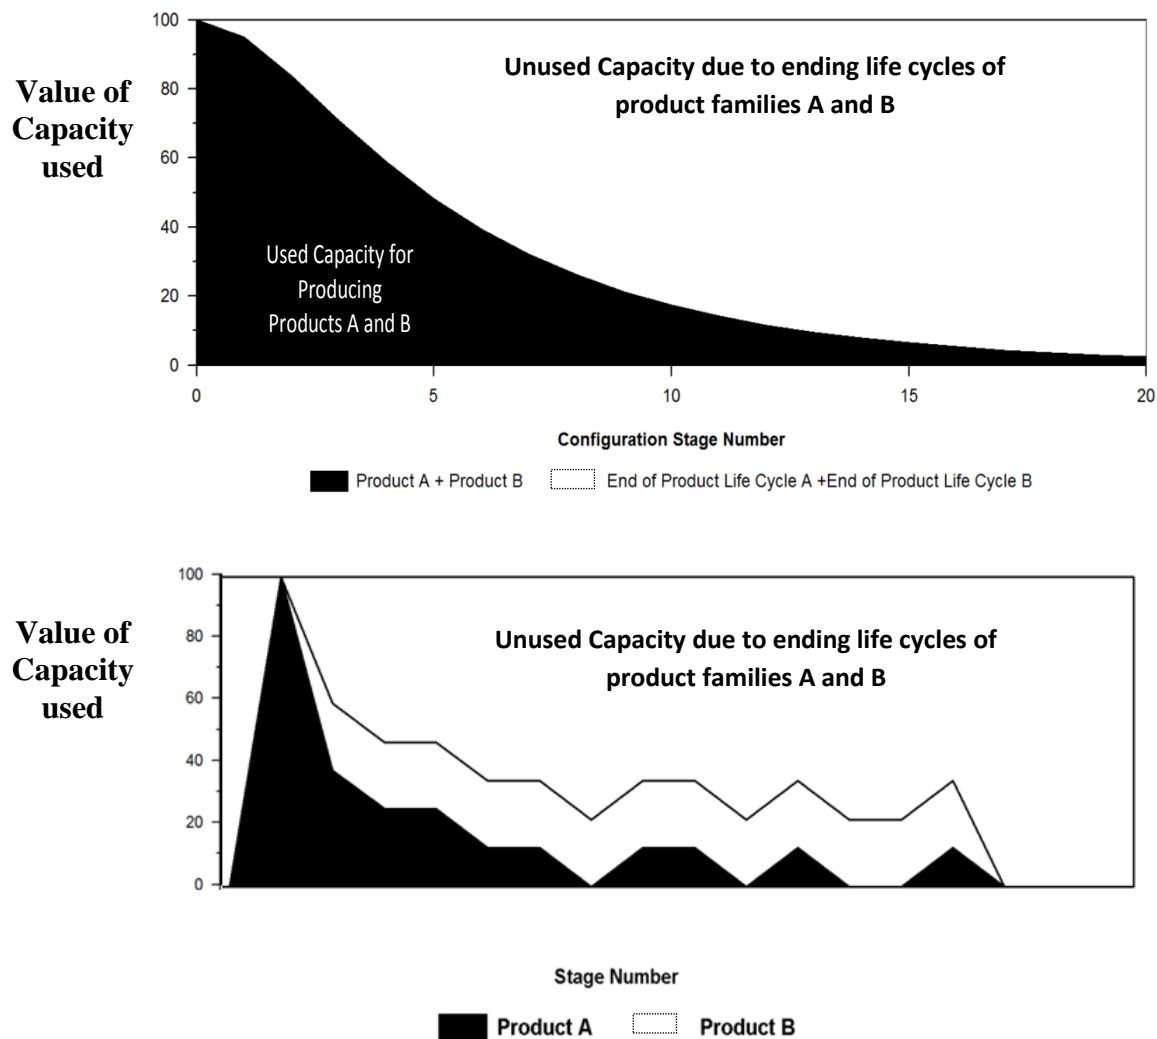 100
Unused Capacity due to ending life cycles of
product families A and B
80
Value of
Capacity
used
60
40
Used Capacity for
Producing
Products A and B
20
0
0 5 10 15 20
Configuration Stage Number
Product A + Product B End of Product Life Cycle A +End of Product Life Cycle B
100
Value of
Capacity
used
80
Unused Capacity due to ending life cycles of
product families A and B
60
40
20
0
Stage Number
Product A Product B